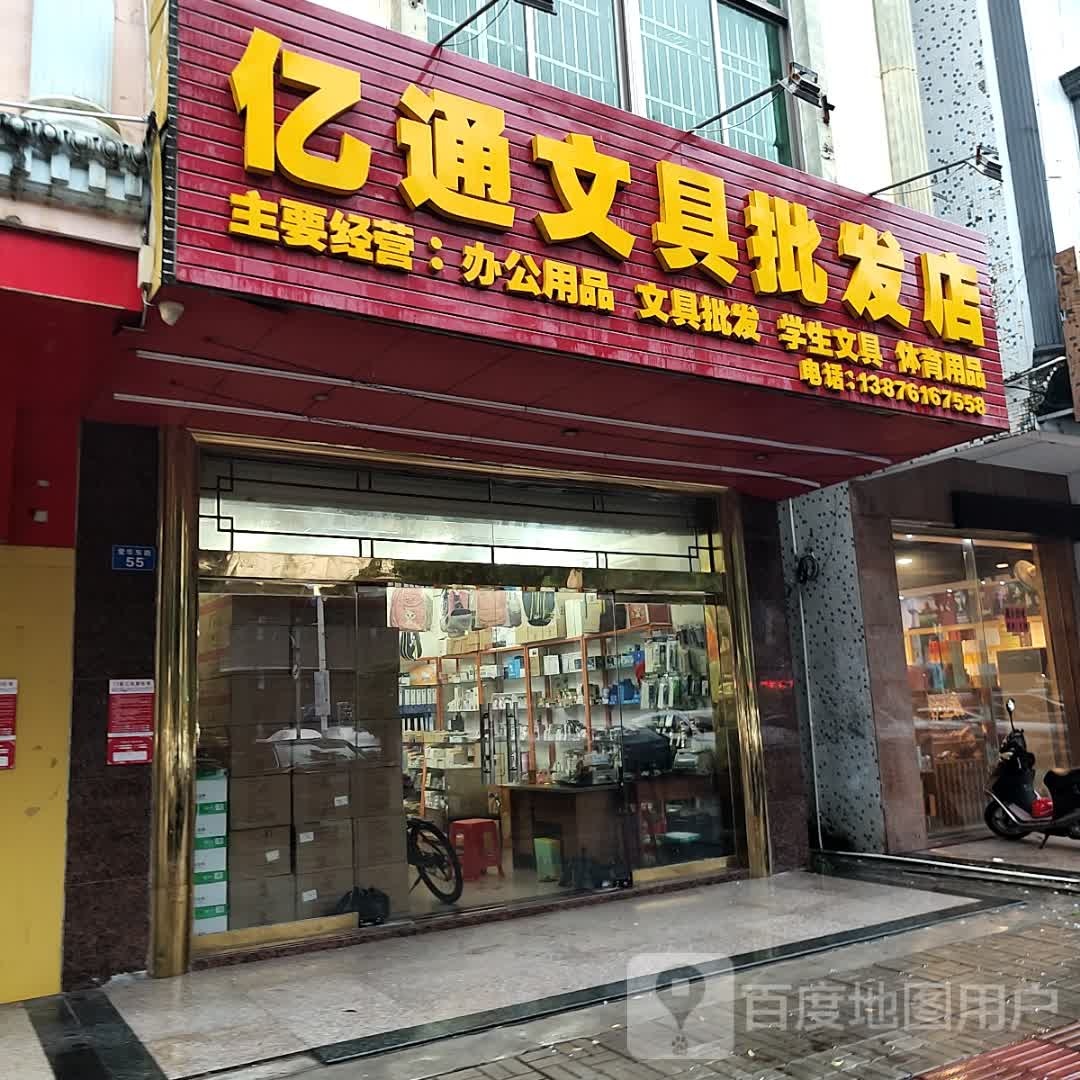 亿通文具批发店
主要经营：办公用品 文具批发 学生文具 体育用品
电话：13876167558
55
百度地图用户